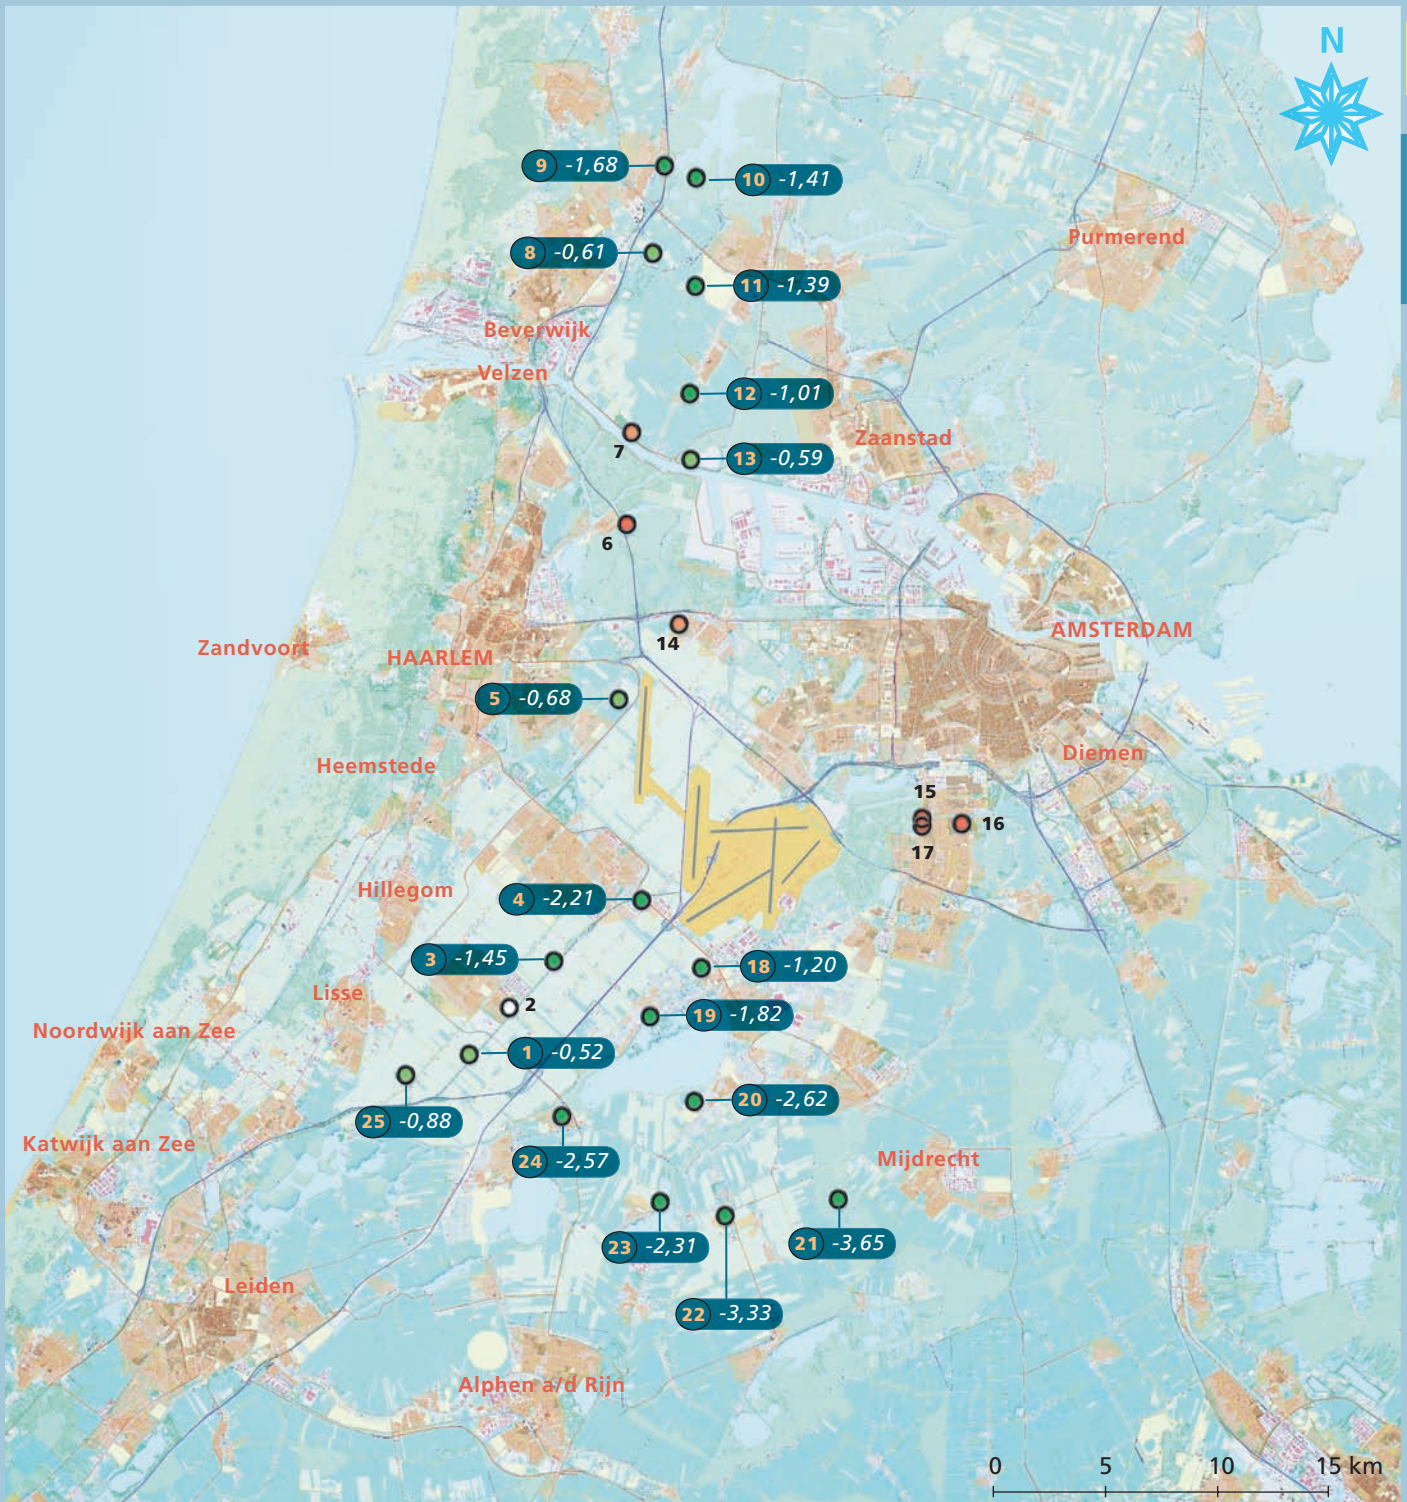 N
9 -1,68
10 -1,41
Purmerend
8 -0,61
11 -1,39
Beverwijk
Velzen
12 -1,01
Zaanstad
7
13 -0,59
6
14
AMSTERDAM
Zandvoort
HAARLEM
5 -0,68
Diemen
Heemstede
15
16
17
Hillegom
4 -2,21
3 -1,45
18 -1,20
Lisse
2
19 -1,82
Noordwijk aan Zee
1 -0,52
25 -0,88
20 -2,62
Katwijk aan Zee
24 -2,57
Mijdrecht
23 -2,31
21 -3,65
Leiden
22 -3,33
Alphen a/d Rijn
0 5 10 15 km